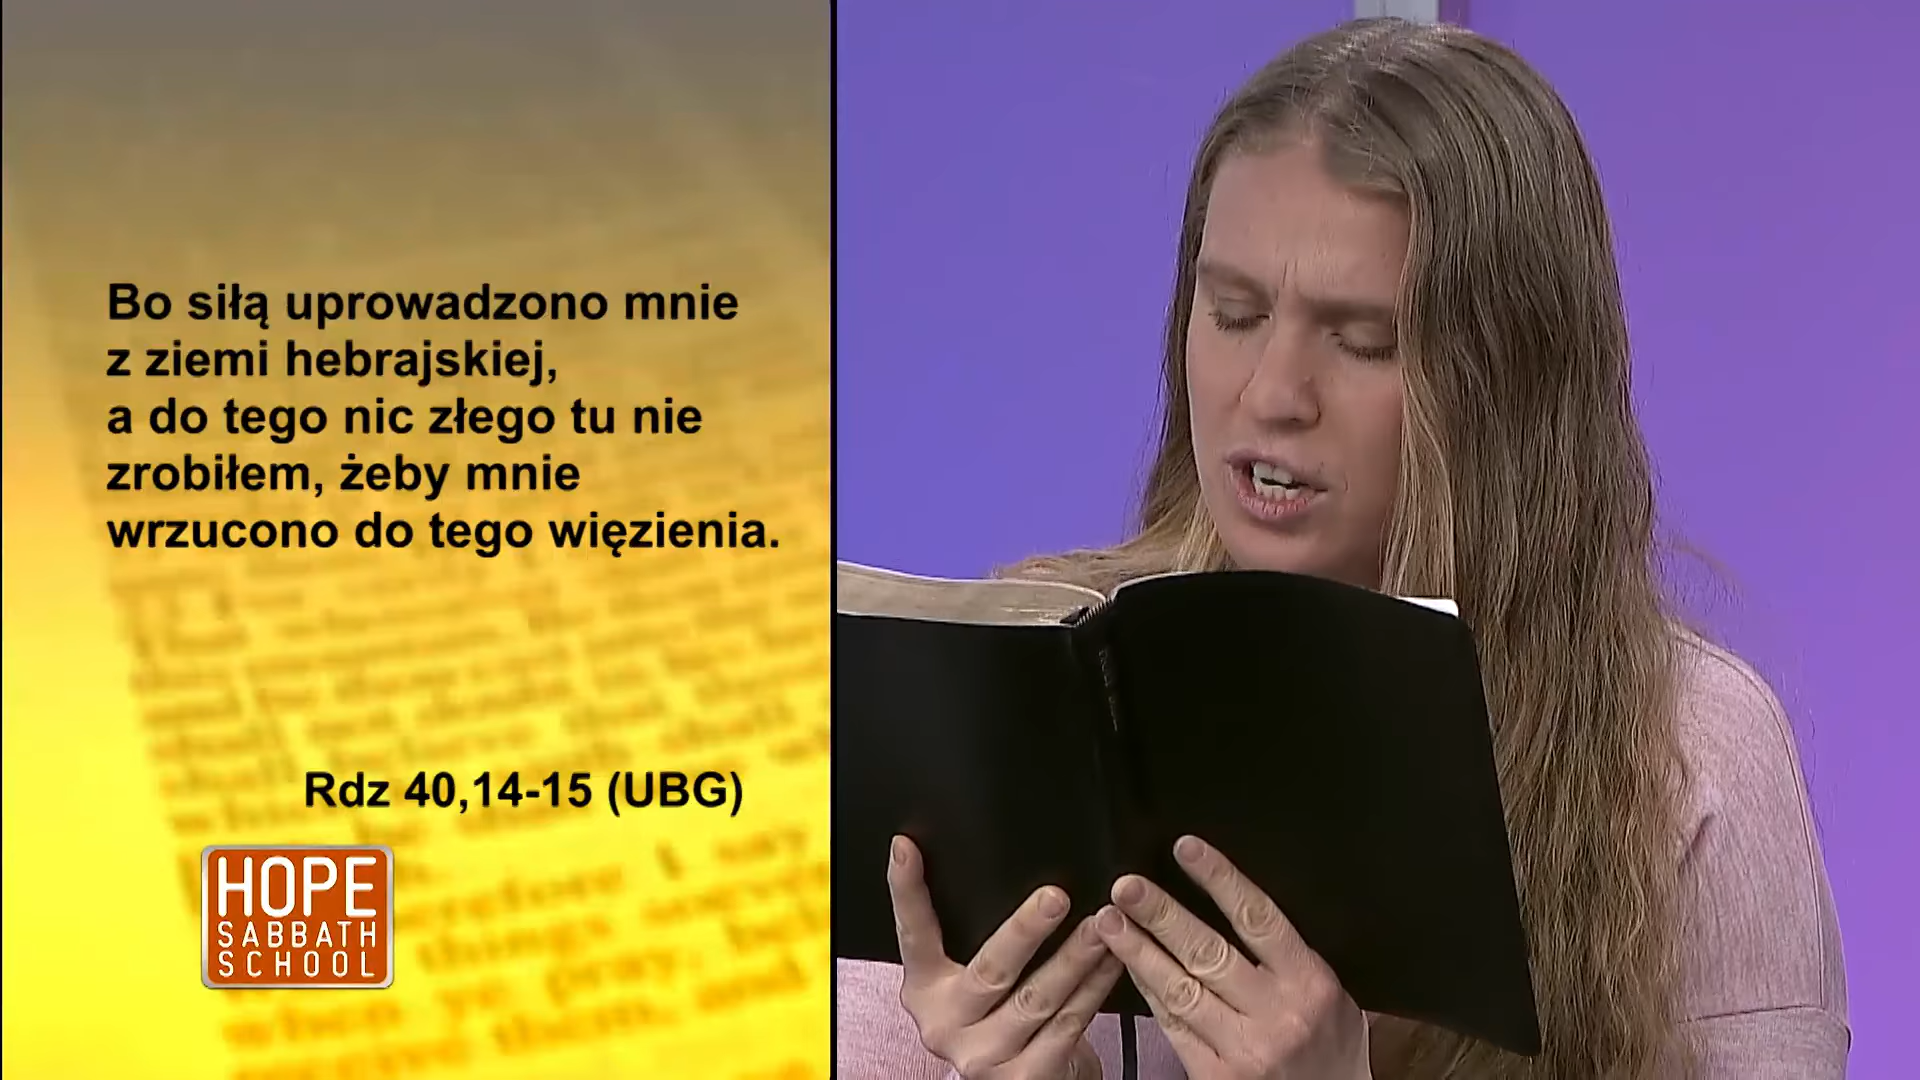 Bo siłą uprowadzono mnie
z ziemi hebrajskiej,
a do tego nic złego tu nie
zrobiłem, żeby mnie
wrzucono do tego więzienia.
Rdz 40,14-15 (UBG)
HOPE
SABBATH
SCHOOL